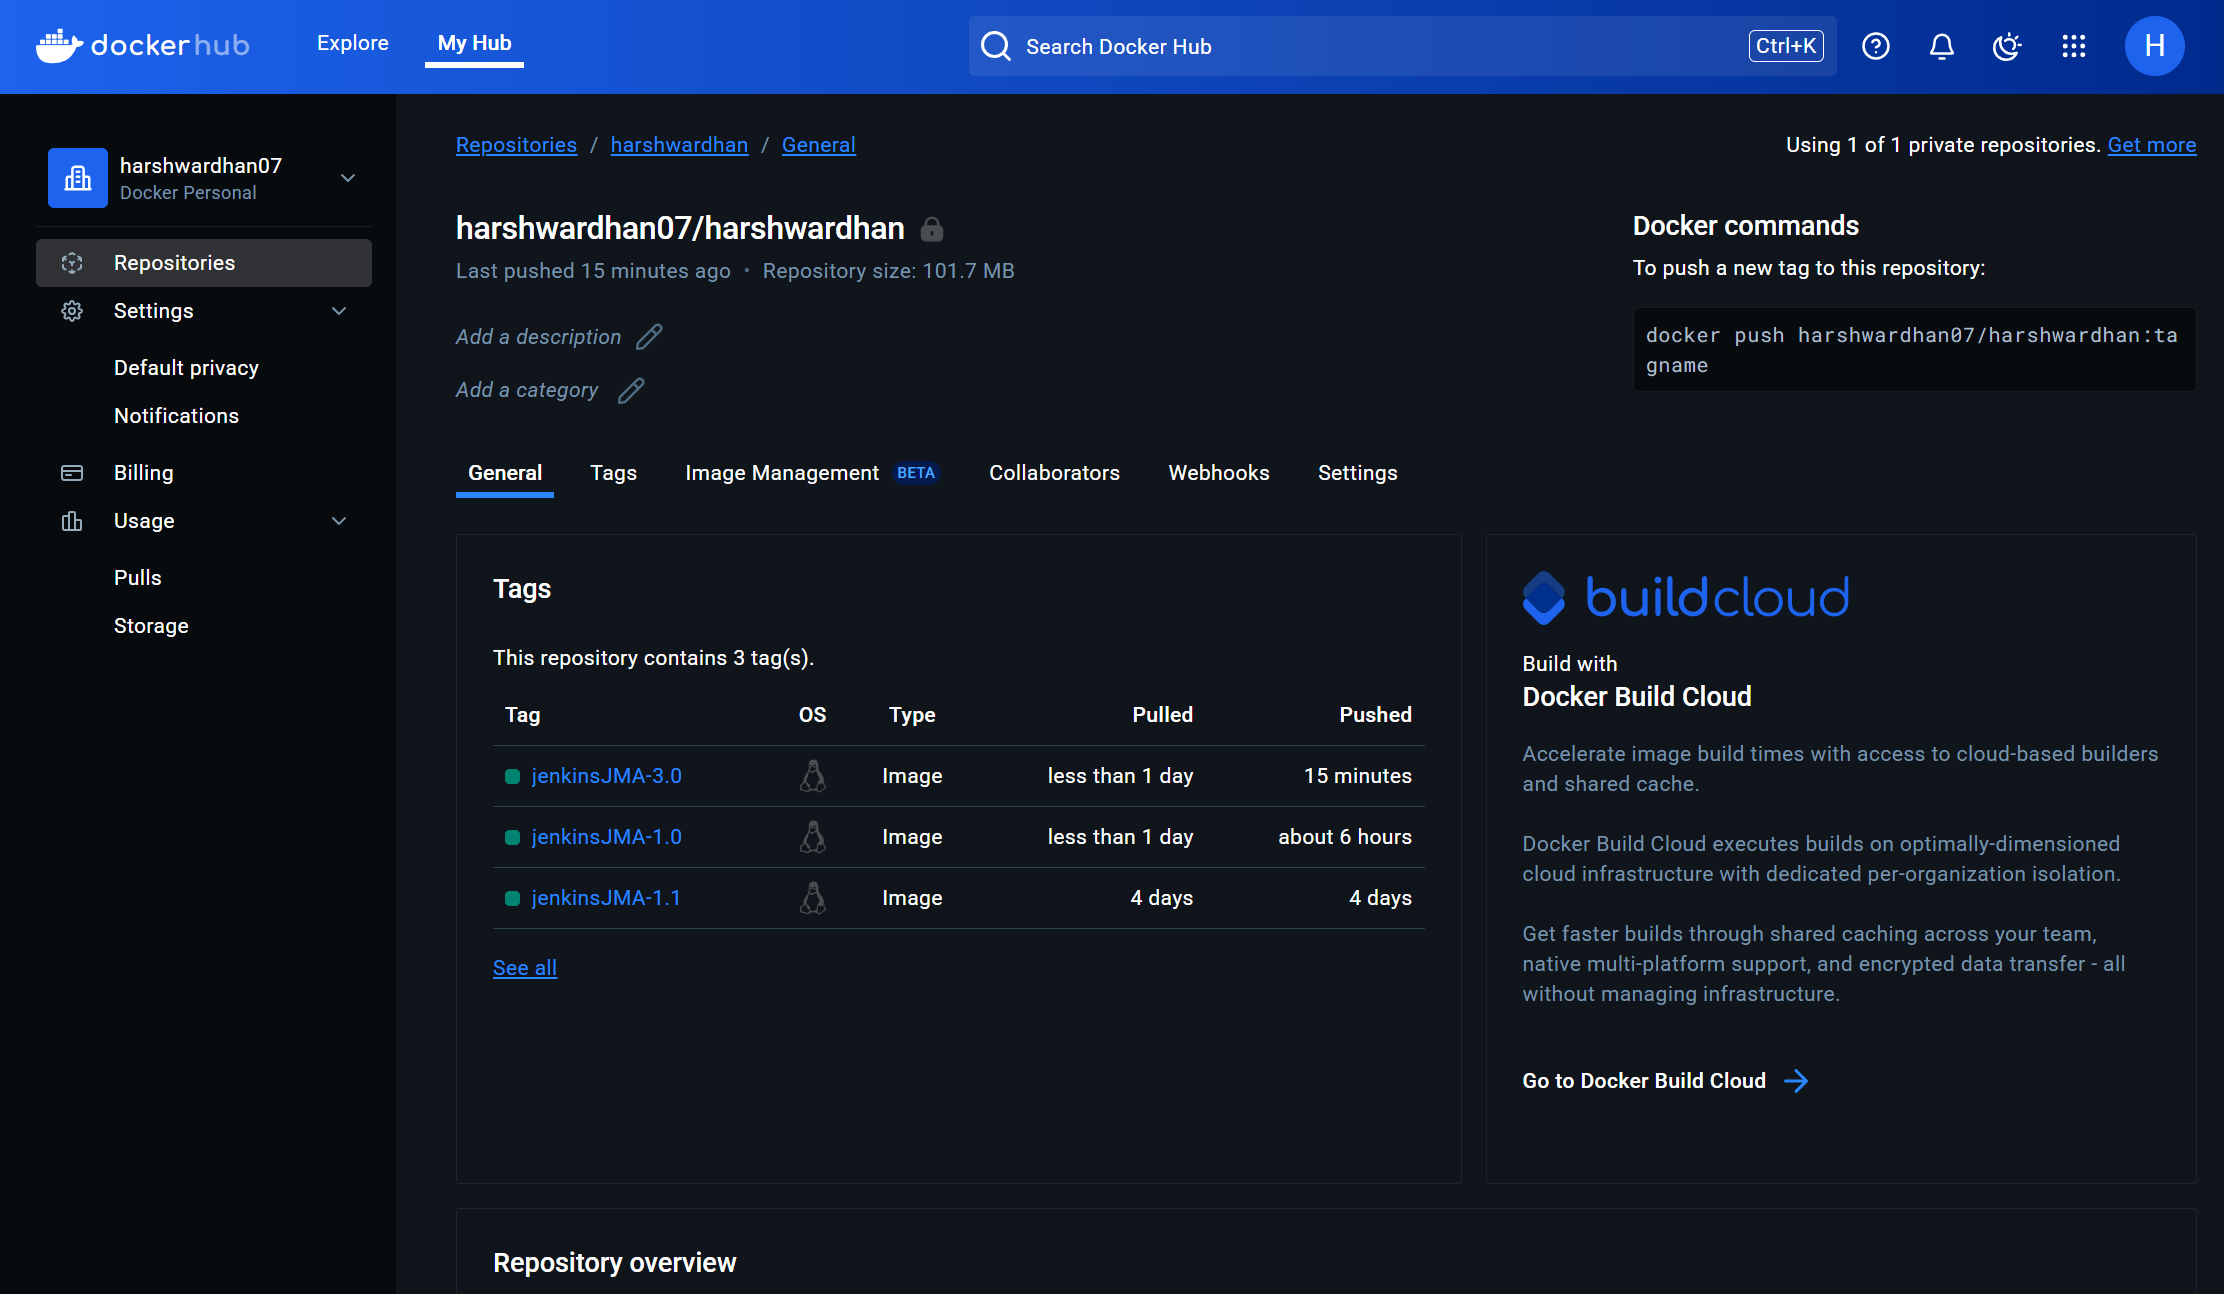 dockerhub
Explore
My Hub
Search Docker Hub
Ctrl+K
H
harshwardhan07
Docker Personal
Repositories
Settings
Default privacy
Notifications
Billing
Usage
Pulls
Storage
Repositories / harshwardhan / General
Using 1 of 1 private repositories. Get more
harshwardhan07/harshwardhan
Last pushed 15 minutes ago • Repository size: 101.7 MB
Add a description
Add a category
Docker commands
To push a new tag to this repository:
docker push harshwardhan07/harshwardhan:ta
gname
General
Tags
Image Management BETA
Collaborators
Webhooks
Settings
Tags
This repository contains 3 tag(s).
Tag OS Type Pulled Pushed
jenkinsJMA-3.0 Image less than 1 day 15 minutes
jenkinsJMA-1.0 Image less than 1 day about 6 hours
jenkinsJMA-1.1 Image 4 days 4 days
See all
buildcloud
Build with
Docker Build Cloud
Accelerate image build times with access to cloud-based builders
and shared cache.
Docker Build Cloud executes builds on optimally-dimensioned
cloud infrastructure with dedicated per-organization isolation.
Get faster builds through shared caching across your team,
native multi-platform support, and encrypted data transfer - all
without managing infrastructure.
Go to Docker Build Cloud
Repository overview